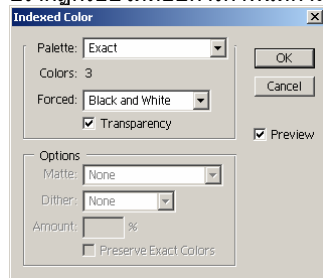 Indexed Color
Palette: Exact
OK
Colors: 3
Cancel
Forced: Black and White
Transparency
Preview
Options
Matte: None
Dither: None
Amount: %
Preserve Exact Colors